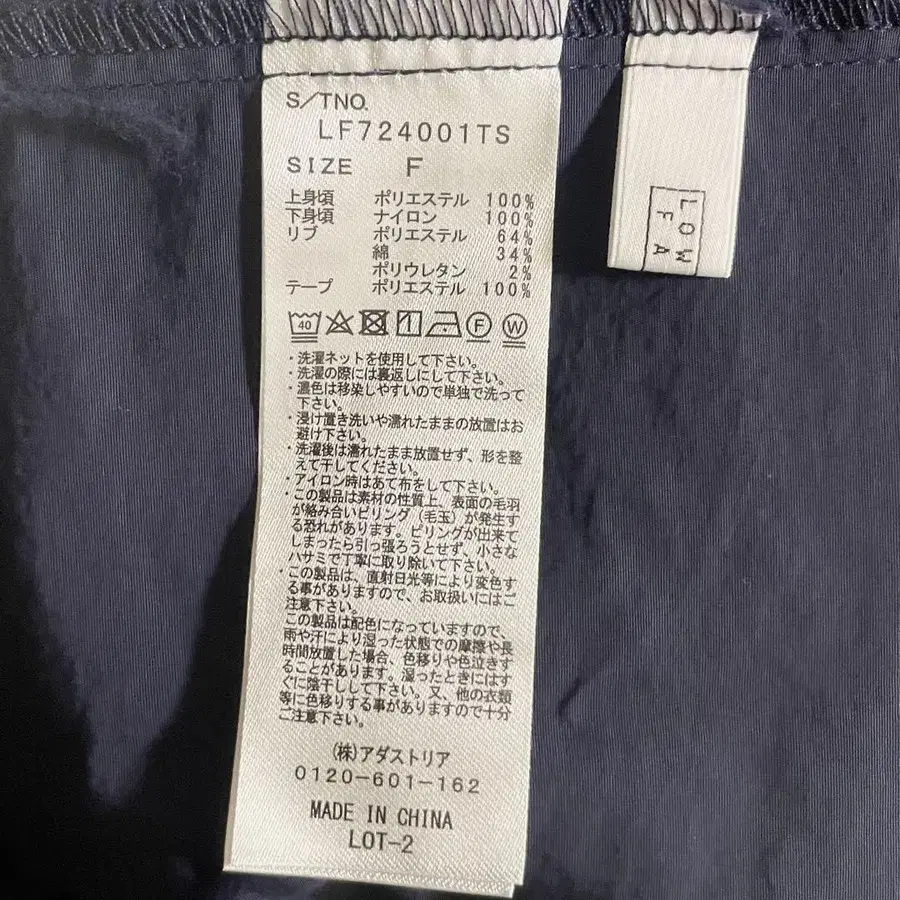 S/TNO.
LF724001TS
SIZE F
上身頃 ポリエステル 100%
下身頃 ナイロン 100%
リブ ポリエステル 64%
綿 34%
ポリウレタン 2%
テープ ポリエステル 100%
40 F W
・洗濯ネットを使用して下さい。
・洗濯の際には裏返しにして下さい。
・濃色は移染しやすいので単独で洗って
下さい。
・浸け置き洗いや濡れたままの放置はお
避け下さい。
・洗濯後は濡れたまま放置せず、形を整
えて干してください。
・アイロン時はあて布をして下さい。
・この製品は素材の性質上、表面の毛羽
が絡み合いピリング(毛玉)が発生す
る恐れがあります。ピリングが出来て
しまったら引っ張ろうとせず、小さな
ハサミで丁寧に取り除いて下さい。
・この製品は、直射日光等により変色す
る事がありますので、お取扱いにはご
注意下さい。
この製品は配色になっていますので、
雨や汗により湿った状態での摩擦や長
時間放置した場合、色移りや色泣きす
ることがあります。湿ったときにはす
ぐに陰干しして下さい。又、他の衣類
等に色移りする事がありますので十分
ご注意下さい。
(株)アダストリア
0120-601-162
MADE IN CHINA
LOT-2
LOW
FA